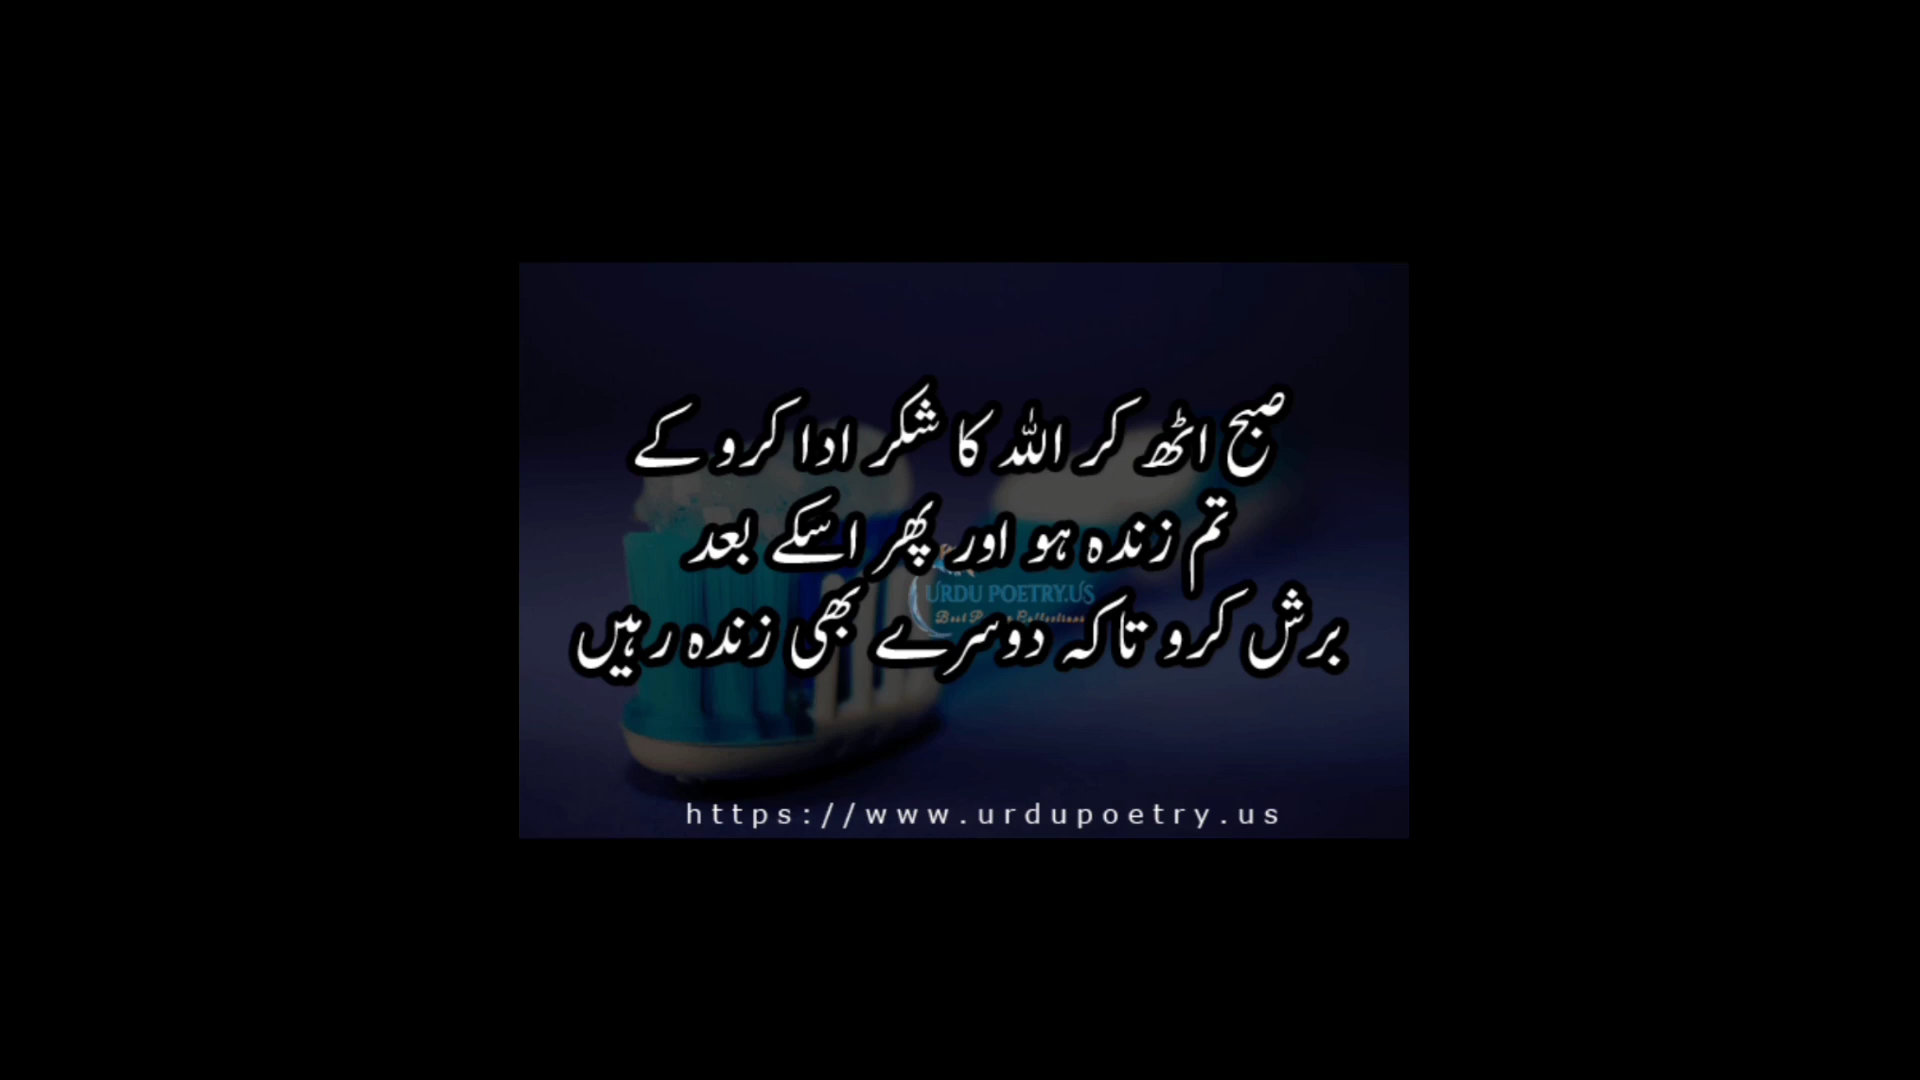 صبح اٹھ کر اللہ کا شکر ادا کرو کے
تم زندہ ہو اور پھر اسکے بعد
URDU POETRY.US
برش کرو تاکہ دوسرے بھی زندہ رہیں
https://www.urdupoetry.us